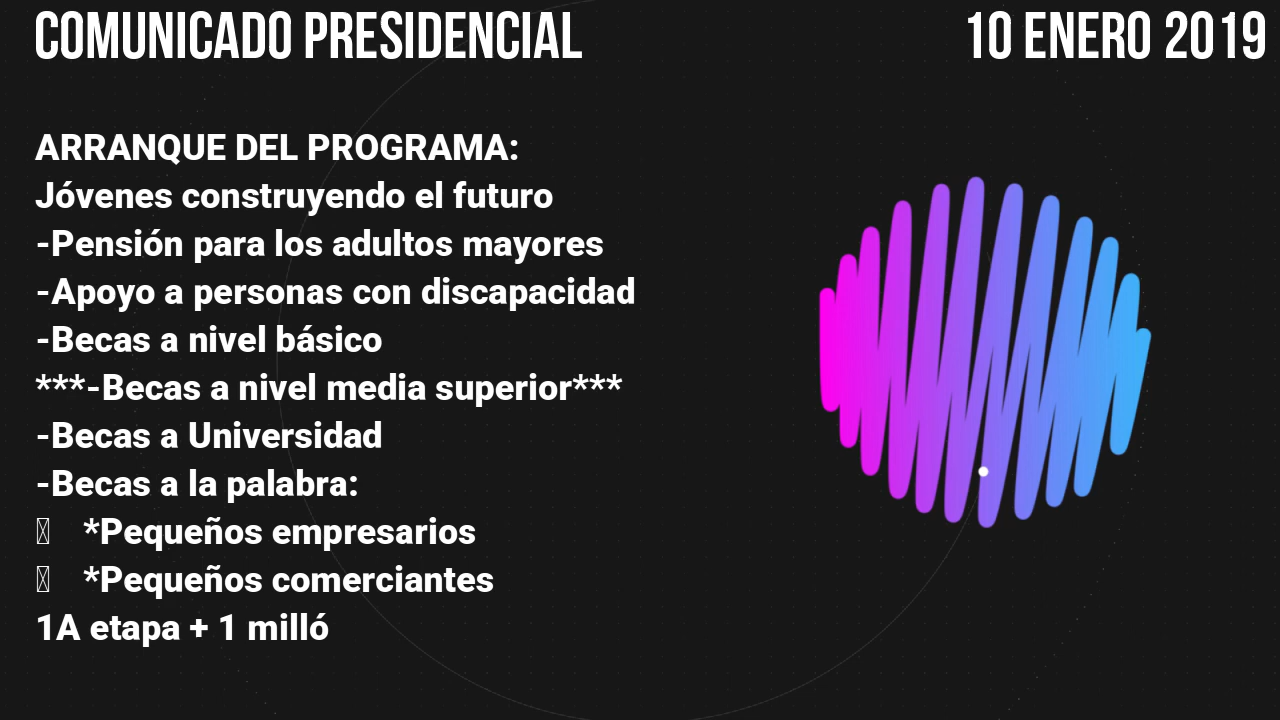 COMUNICADO PRESIDENCIAL
10 ENERO 2019
ARRANQUE DEL PROGRAMA:
Jóvenes construyendo el futuro
-Pensión para los adultos mayores
-Apoyo a personas con discapacidad
-Becas a nivel básico
***-Becas a nivel media superior***
-Becas a Universidad
-Becas a la palabra:
*Pequeños empresarios
*Pequeños comerciantes
1A etapa + 1 milló